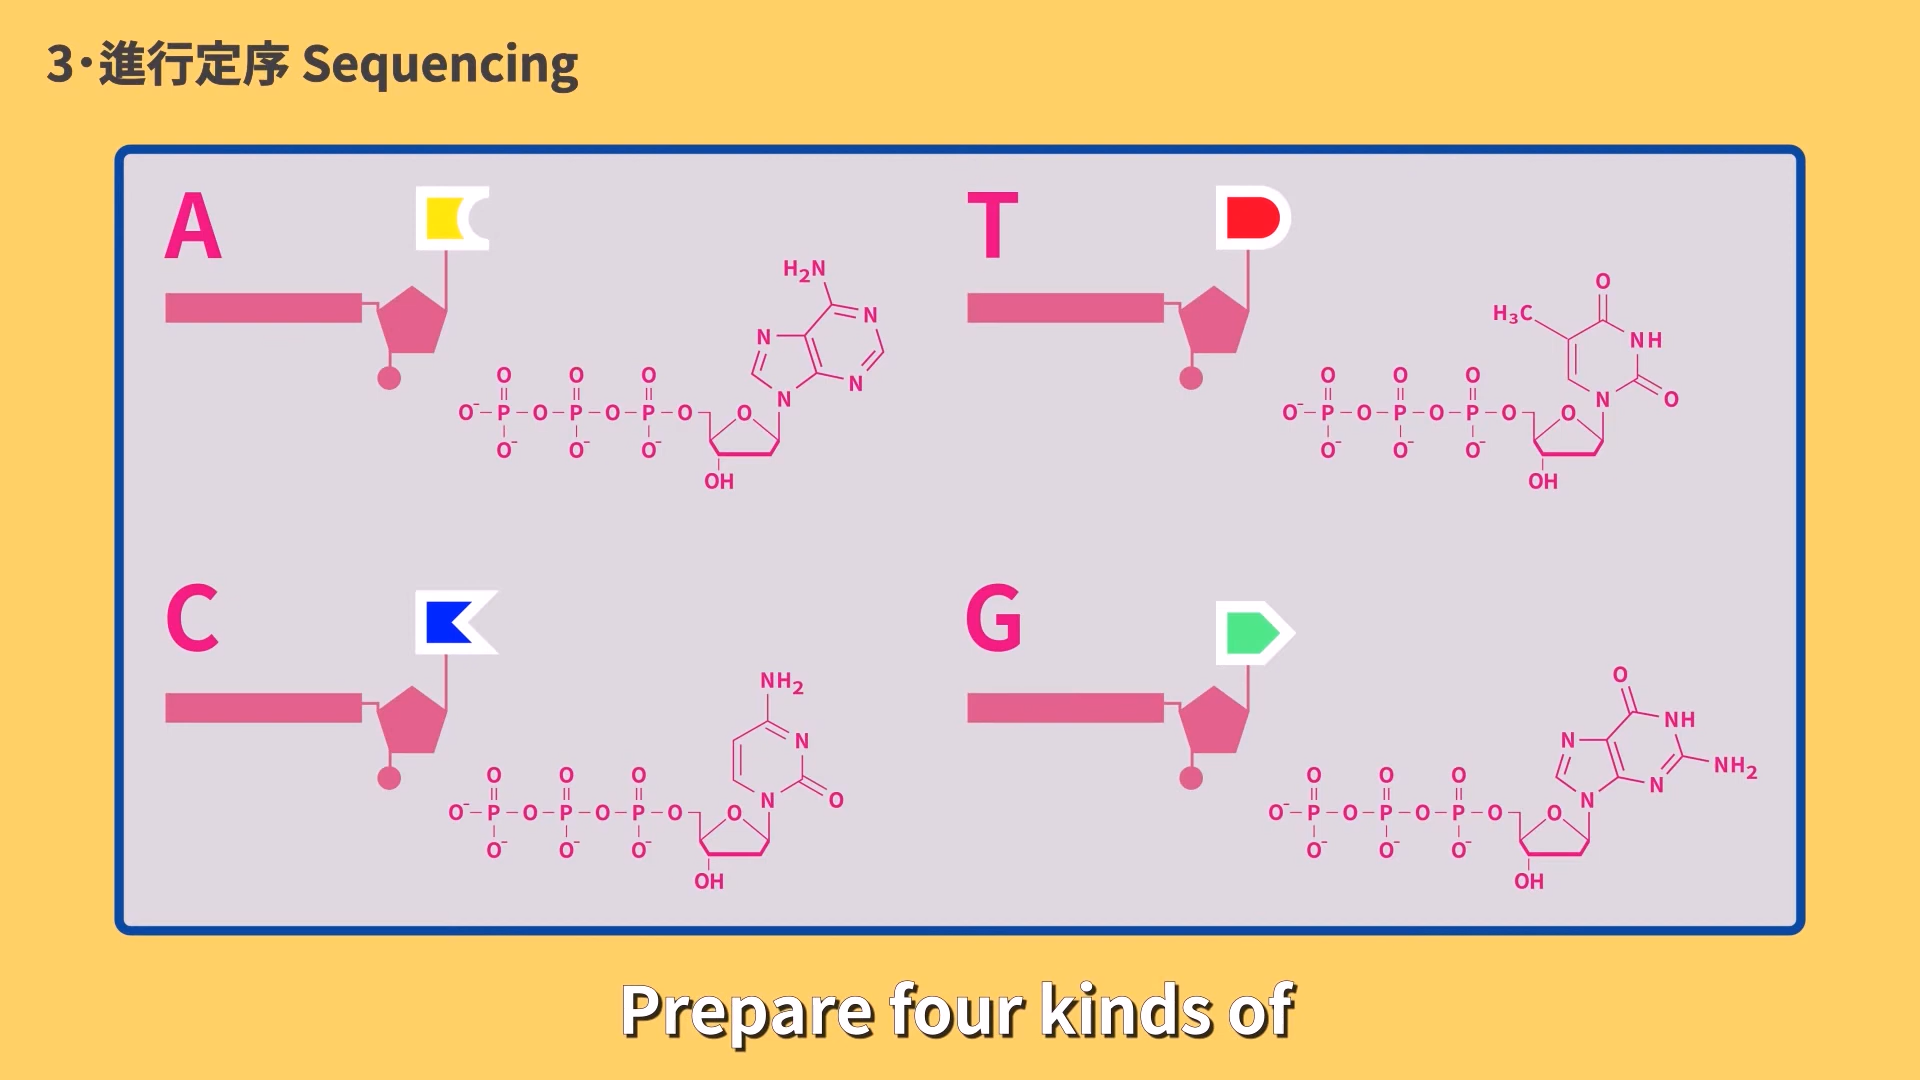 3·進行定序 Sequencing
A
H₂N
N
N
N
N
O O O
O⁻ P O P O P O O
O⁻ O⁻ O⁻
OH
T
O
H₃C
NH
N
O
O O O
O⁻ P O P O P O O
O⁻ O⁻ O⁻
OH
C
NH₂
N
N
O
O O O
O⁻ P O P O P O O
O⁻ O⁻ O⁻
OH
G
O
NH
N
NH₂
N
N
O O O
O⁻ P O P O P O O
O⁻ O⁻ O⁻
OH
Prepare four kinds of